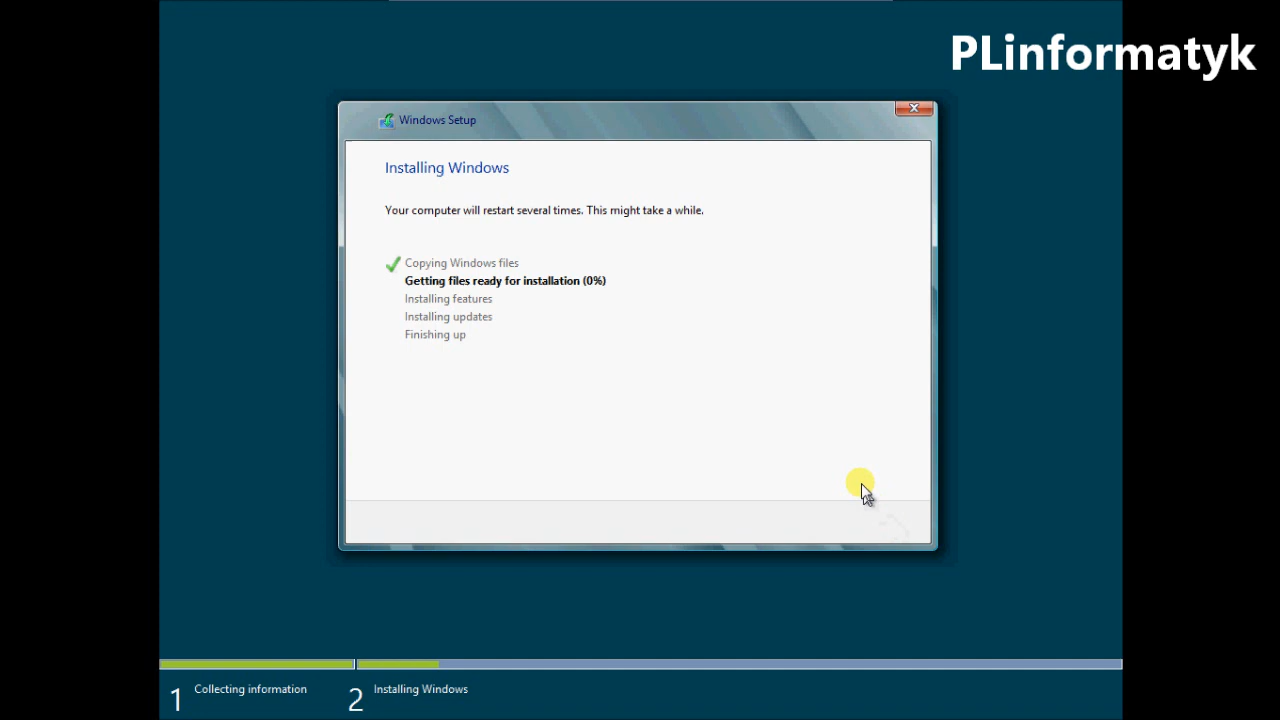 PLinformatyk
Windows Setup
Installing Windows
Your computer will restart several times. This might take a while.
Copying Windows files
Getting files ready for installation (0%)
Installing features
Installing updates
Finishing up
1 Collecting information
2 Installing Windows